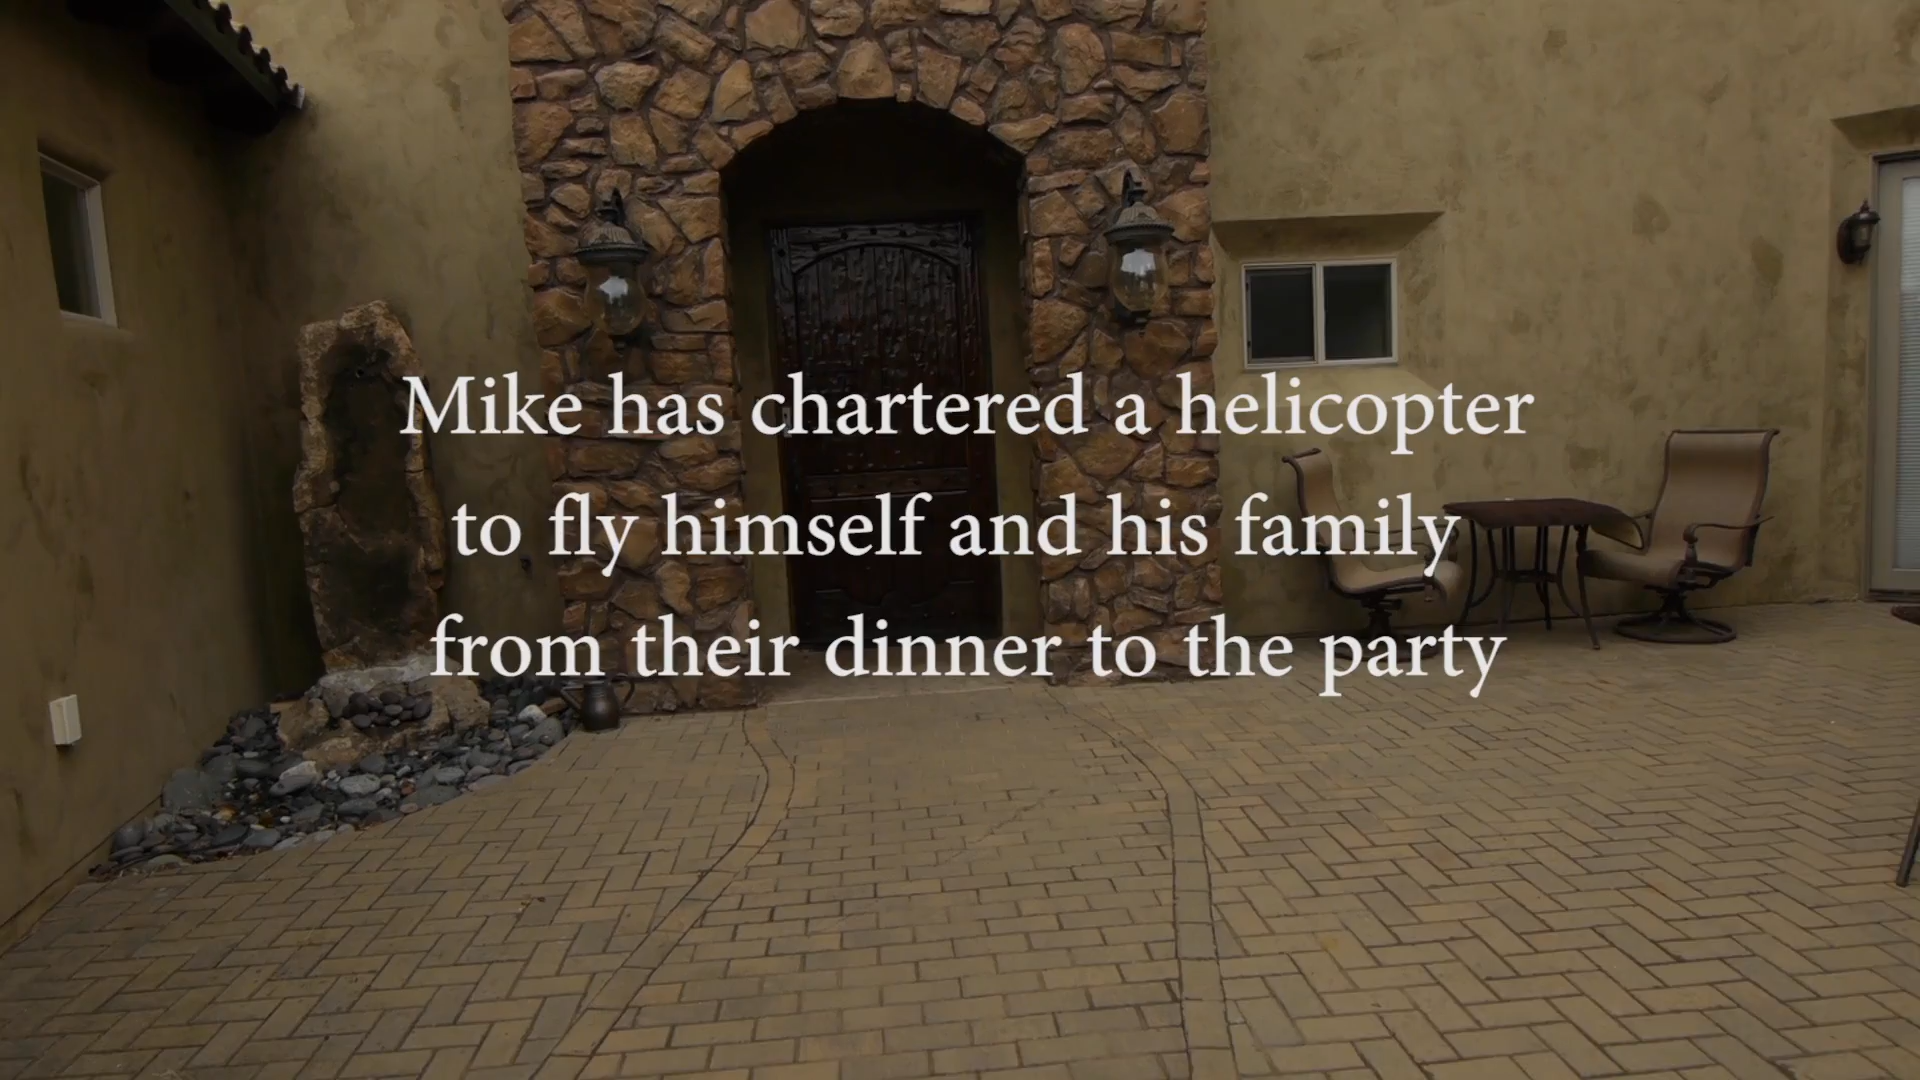 Mike has chartered a helicopter
to fly himself and his family
from their dinner to the party